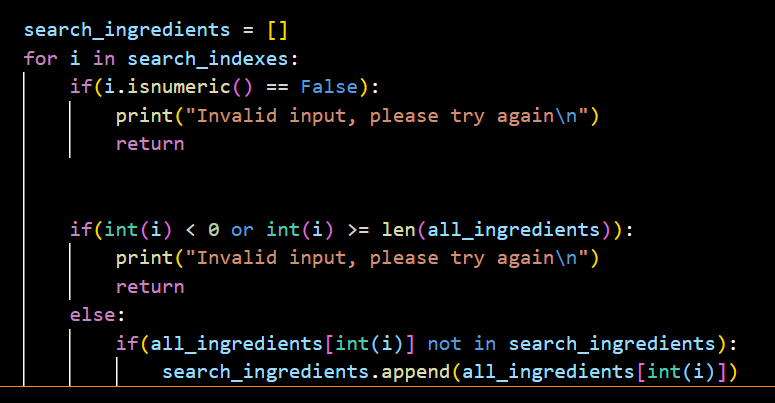 search_ingredients = []
for i in search_indexes:
    if(i.isnumeric() == False):
        print("Invalid input, please try again\n")
        return
    if(int(i) < 0 or int(i) >= len(all_ingredients)):
        print("Invalid input, please try again\n")
        return
    else:
        if(all_ingredients[int(i)] not in search_ingredients):
            search_ingredients.append(all_ingredients[int(i)])